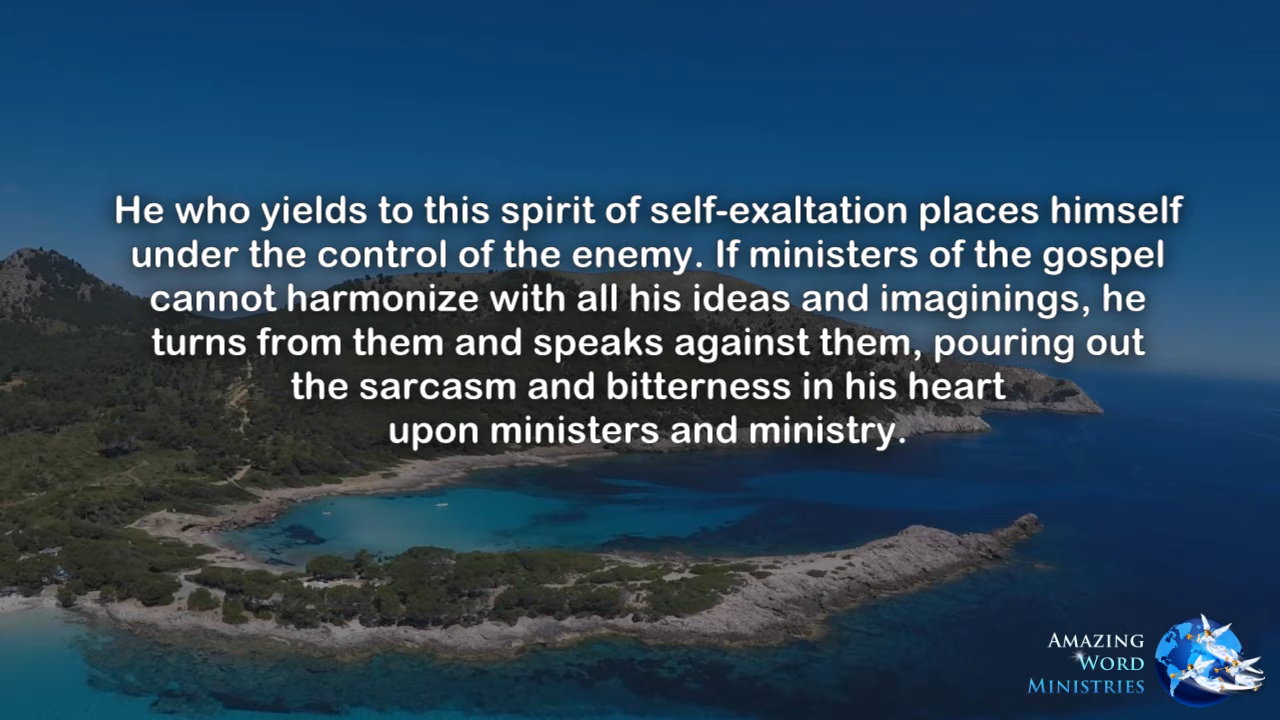 He who yields to this spirit of self-exaltation places himself
under the control of the enemy. If ministers of the gospel
cannot harmonize with all his ideas and imaginings, he
turns from them and speaks against them, pouring out
the sarcasm and bitterness in his heart
upon ministers and ministry.
AMAZING
WORD
MINISTRIES